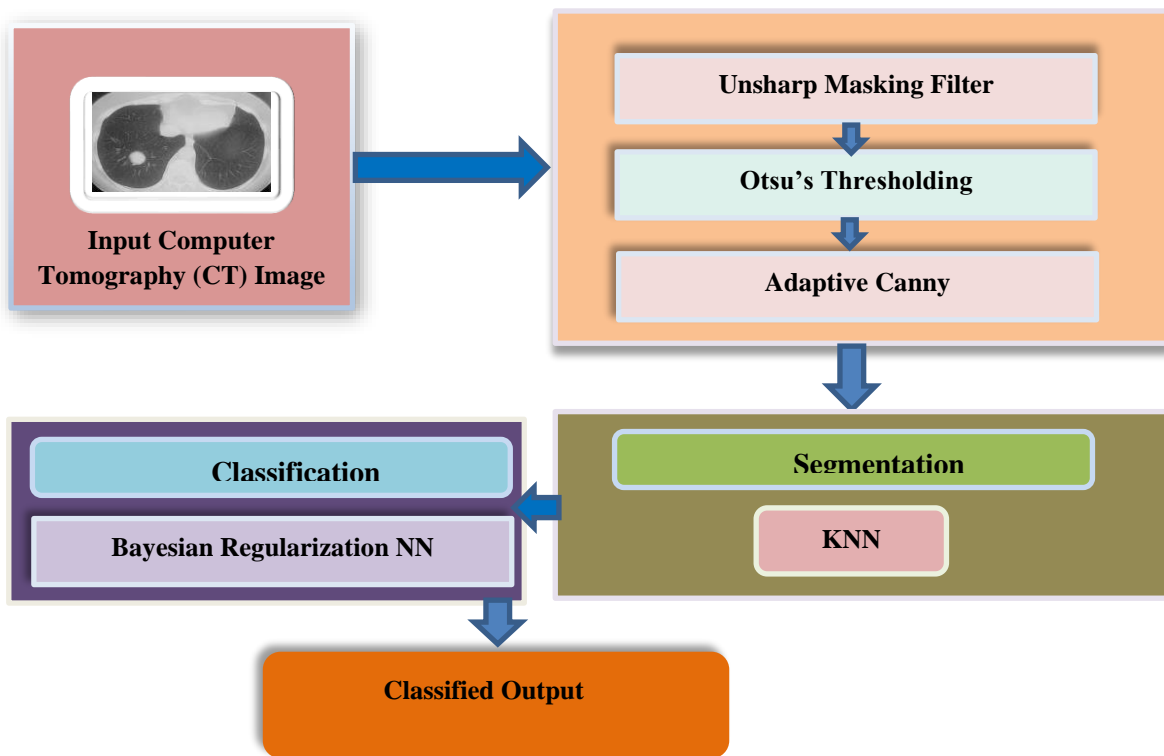 Input Computer
Tomography (CT) Image
Unsharp Masking Filter
Otsu’s Thresholding
Adaptive Canny
Segmentation
KNN
Classification
Bayesian Regularization NN
Classified Output